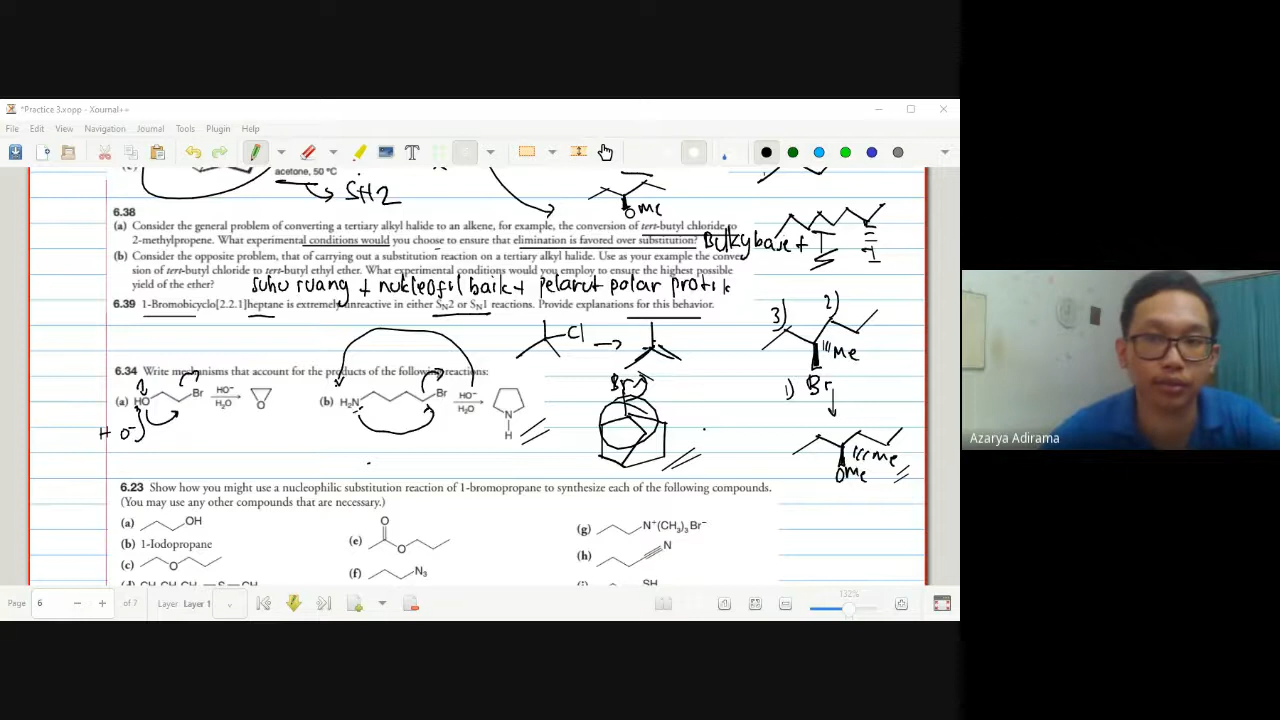 *Practice 3.xopp - Xournal++
File Edit View Navigation Journal Tools Plugin Help
acetone, 50 °C
SN2
OMe
6.38
(a) Consider the general problem of converting a tertiary alkyl halide to an alkene, for example, the conversion of tert-butyl chloride to
2-methylpropene. What experimental conditions would you choose to ensure that elimination is favored over substitution?
Bulky base +
(b) Consider the opposite problem, that of carrying out a substitution reaction on a tertiary alkyl halide. Use as your example the conver
sion of tert-butyl chloride to tert-butyl ethyl ether. What experimental conditions would you employ to ensure the highest possible
yield of the ether?
suhu ruang + nukleofil baik + pelarut polar protik
6.39 1-Bromobicyclo[2.2.1]heptane is extremely unreactive in either SN2 or SN1 reactions. Provide explanations for this behavior.
Cl
3) 2)
Me
1) Br
6.34 Write mechanisms that account for the products of the following reactions:
(a) HO Br HO⁻ H₂O O
(b) H₂N Br HO⁻ H₂O N H
H O⁻
Br
Me
OMe
Azarya Adirama
6.23 Show how you might use a nucleophilic substitution reaction of 1-bromopropane to synthesize each of the following compounds.
(You may use any other compounds that are necessary.)
(a) OH
(b) 1-Iodopropane
(c) O
(e) O O
(f) N₃
(g) N⁺(CH₃)₃Br⁻
(h) N
SH
Page 6 of 7 Layer Layer 1 132%